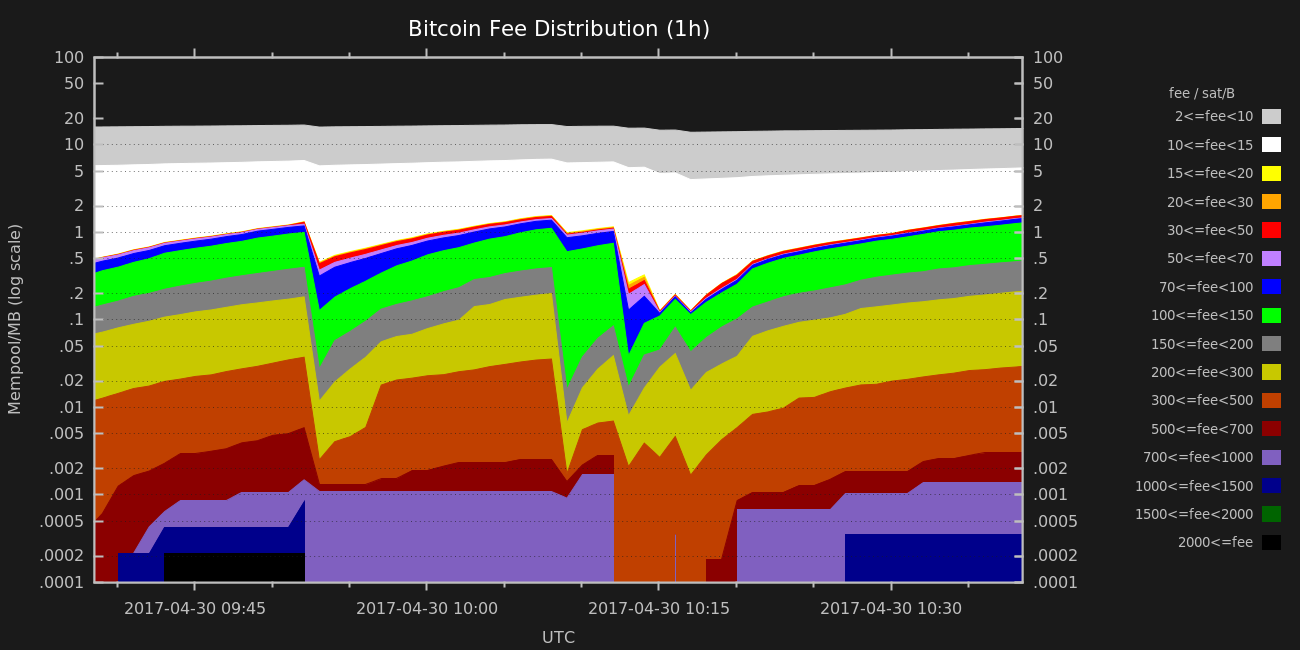 Bitcoin Fee Distribution (1h)
100 100
50 50
20 20
10 10
5 5
2 2
1 1
.5 .5
.2 .2
.1 .1
.05 .05
.02 .02
.01 .01
.005 .005
.002 .002
.001 .001
.0005 .0005
.0002 .0002
.0001 .0001
Mempool/MB (log scale)
2017-04-30 09:45 2017-04-30 10:00 2017-04-30 10:15 2017-04-30 10:30
UTC
fee / sat/B
2<=fee<10
10<=fee<15
15<=fee<20
20<=fee<30
30<=fee<50
50<=fee<70
70<=fee<100
100<=fee<150
150<=fee<200
200<=fee<300
300<=fee<500
500<=fee<700
700<=fee<1000
1000<=fee<1500
1500<=fee<2000
2000<=fee